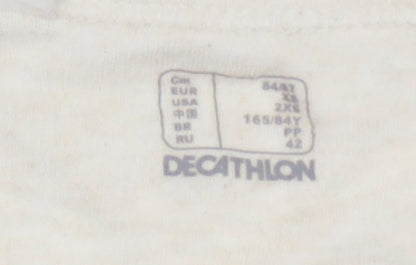 Cm 84/87
EUR XS
USA 2XS
中国 165/84Y
BR PP
RU 42
DECATHLON